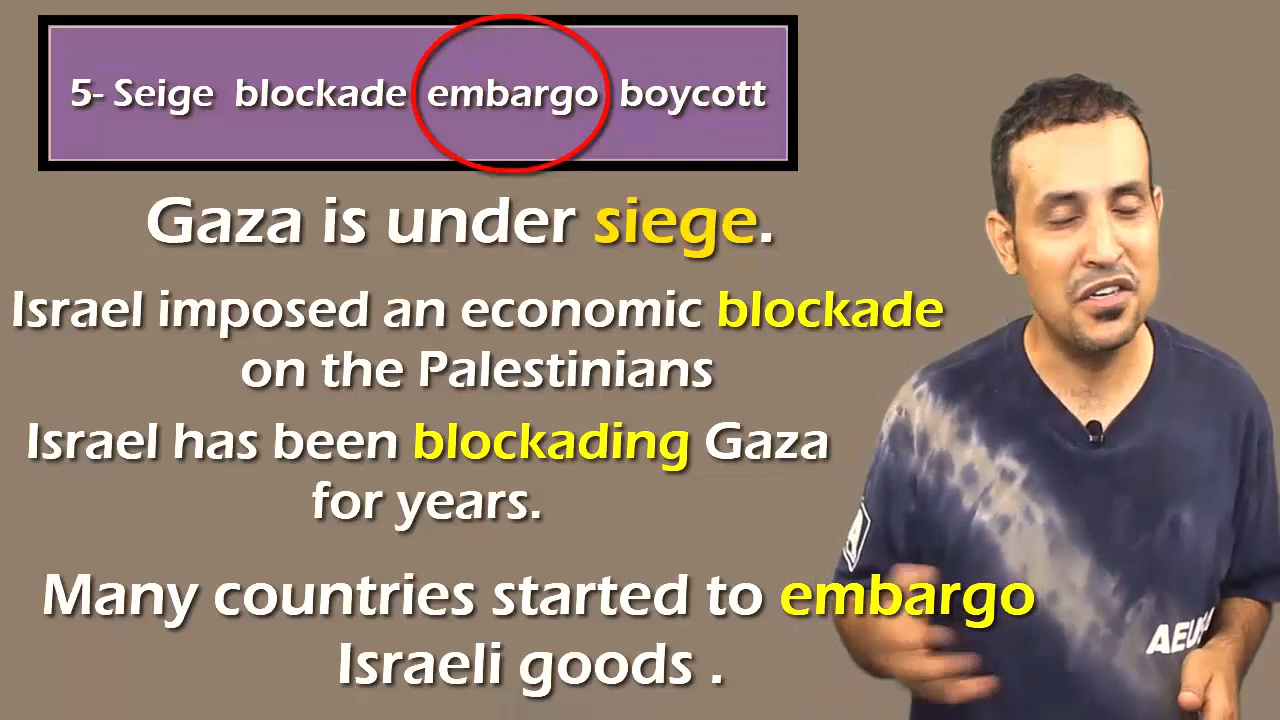 5- Seige blockade embargo boycott
Gaza is under siege.
Israel imposed an economic blockade
on the Palestinians
Israel has been blockading Gaza
for years.
Many countries started to embargo
Israeli goods .